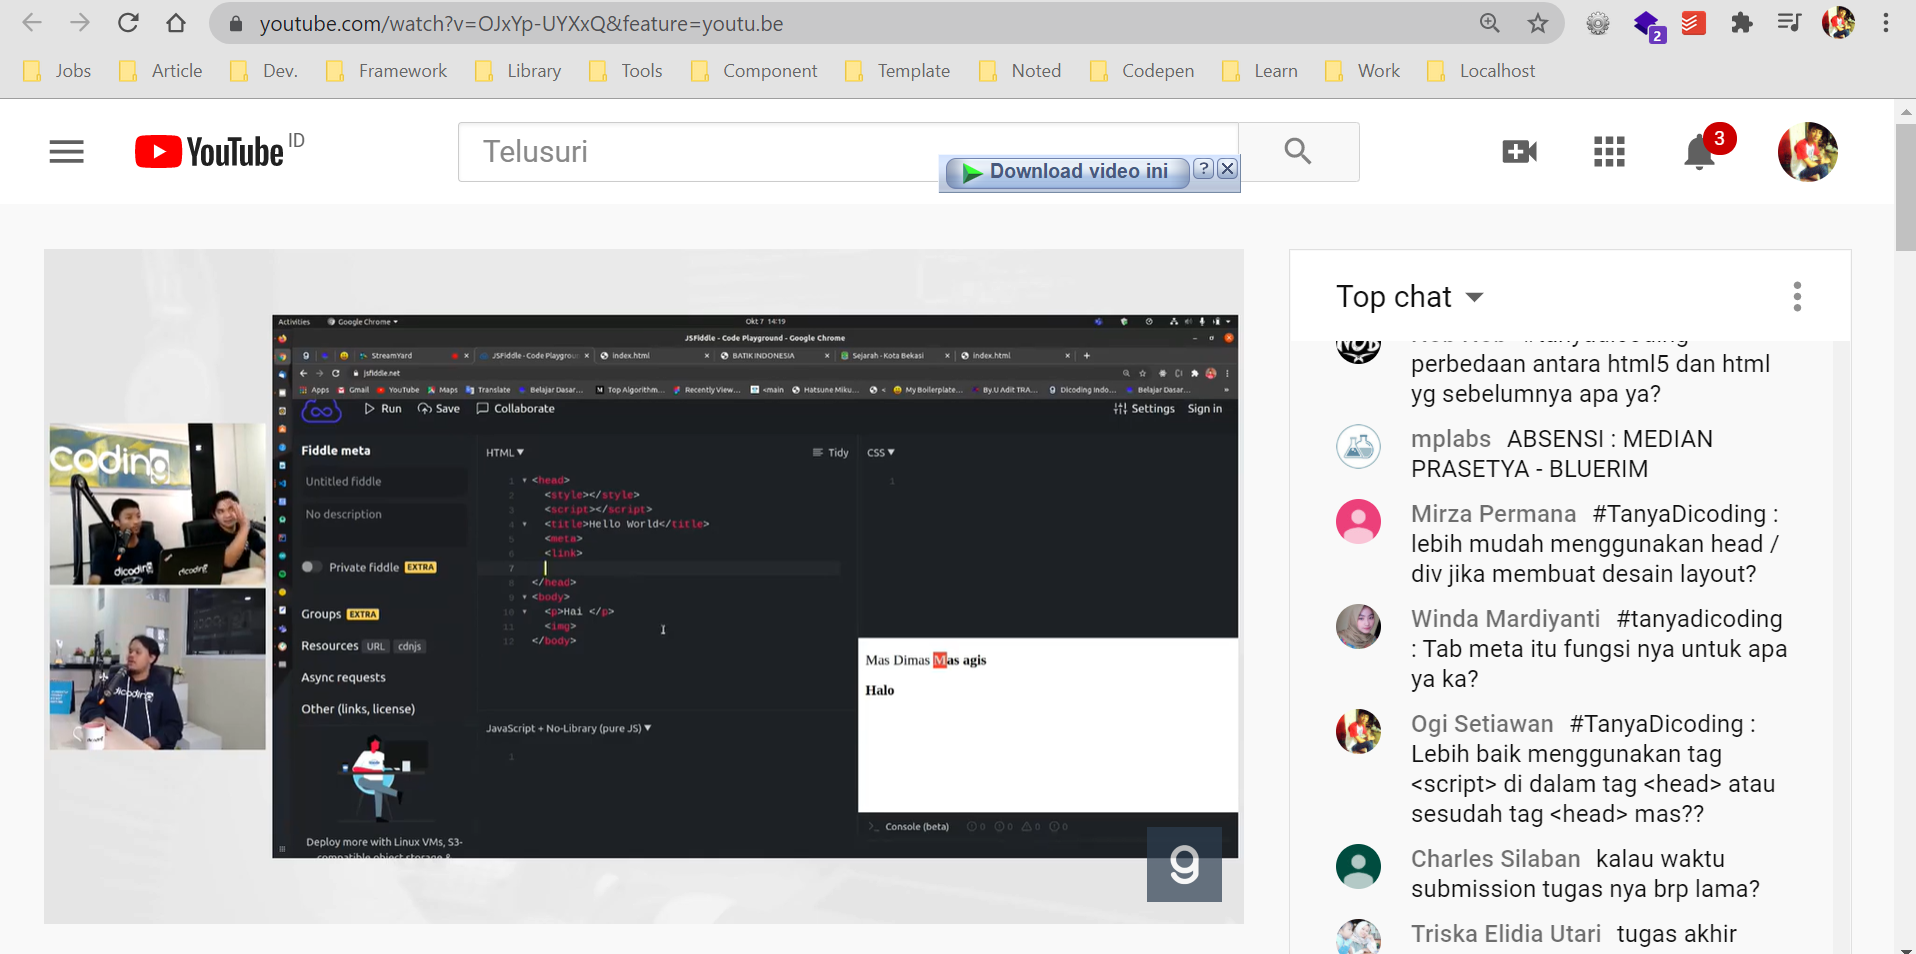 youtube.com/watch?v=OJxYp-UYXxQ&feature=youtu.be
2
Jobs Article Dev. Framework Library Tools Component Template Noted Codepen Learn Work Localhost
YouTube ID
Telusuri
Download video ini ? X
3
Activities Google Chrome Okt 7 14:19
JSFiddle - Code Playground - Google Chrome
StreamYard JSFiddle - Code Playgroun index.html BATIK INDONESIA Sejarah - Kota Bekasi index.html
jsfiddle.net
Apps Gmail YouTube Maps Translate Belajar Dasar... Top Algorithm... Recently View... <main Hatsune Miku... < My Boilerplate... By.U Adit TRA... Dicoding Indo... Belajar Dasar...
Run Save Collaborate Settings Sign in
Fiddle meta
Untitled fiddle
No description
Private fiddle EXTRA
Groups EXTRA
Resources URL cdnjs
Async requests
Other (links, license)
Deploy more with Linux VMs, S3-
compatible object storage &
HTML Tidy
1 <head>
2 <style></style>
3 <script></script>
4 <title>Hello World</title>
5 <meta>
6 <link>
7
8 </head>
9 <body>
10 <p>Hai </p>
11 <img>
12 </body>
CSS
1
JavaScript + No-Library (pure JS)
1
Mas Dimas Mas agis
Halo
>_ Console (beta) 0 0 0 0
coding
dicoding
dicoding
dicoding
g
Top chat
#tanyadicoding
perbedaan antara html5 dan html
yg sebelumnya apa ya?
mplabs ABSENSI : MEDIAN
PRASETYA - BLUERIM
Mirza Permana #TanyaDicoding :
lebih mudah menggunakan head /
div jika membuat desain layout?
Winda Mardiyanti #tanyadicoding
: Tab meta itu fungsi nya untuk apa
ya ka?
Ogi Setiawan #TanyaDicoding :
Lebih baik menggunakan tag
<script> di dalam tag <head> atau
sesudah tag <head> mas??
Charles Silaban kalau waktu
submission tugas nya brp lama?
Triska Elidia Utari tugas akhir